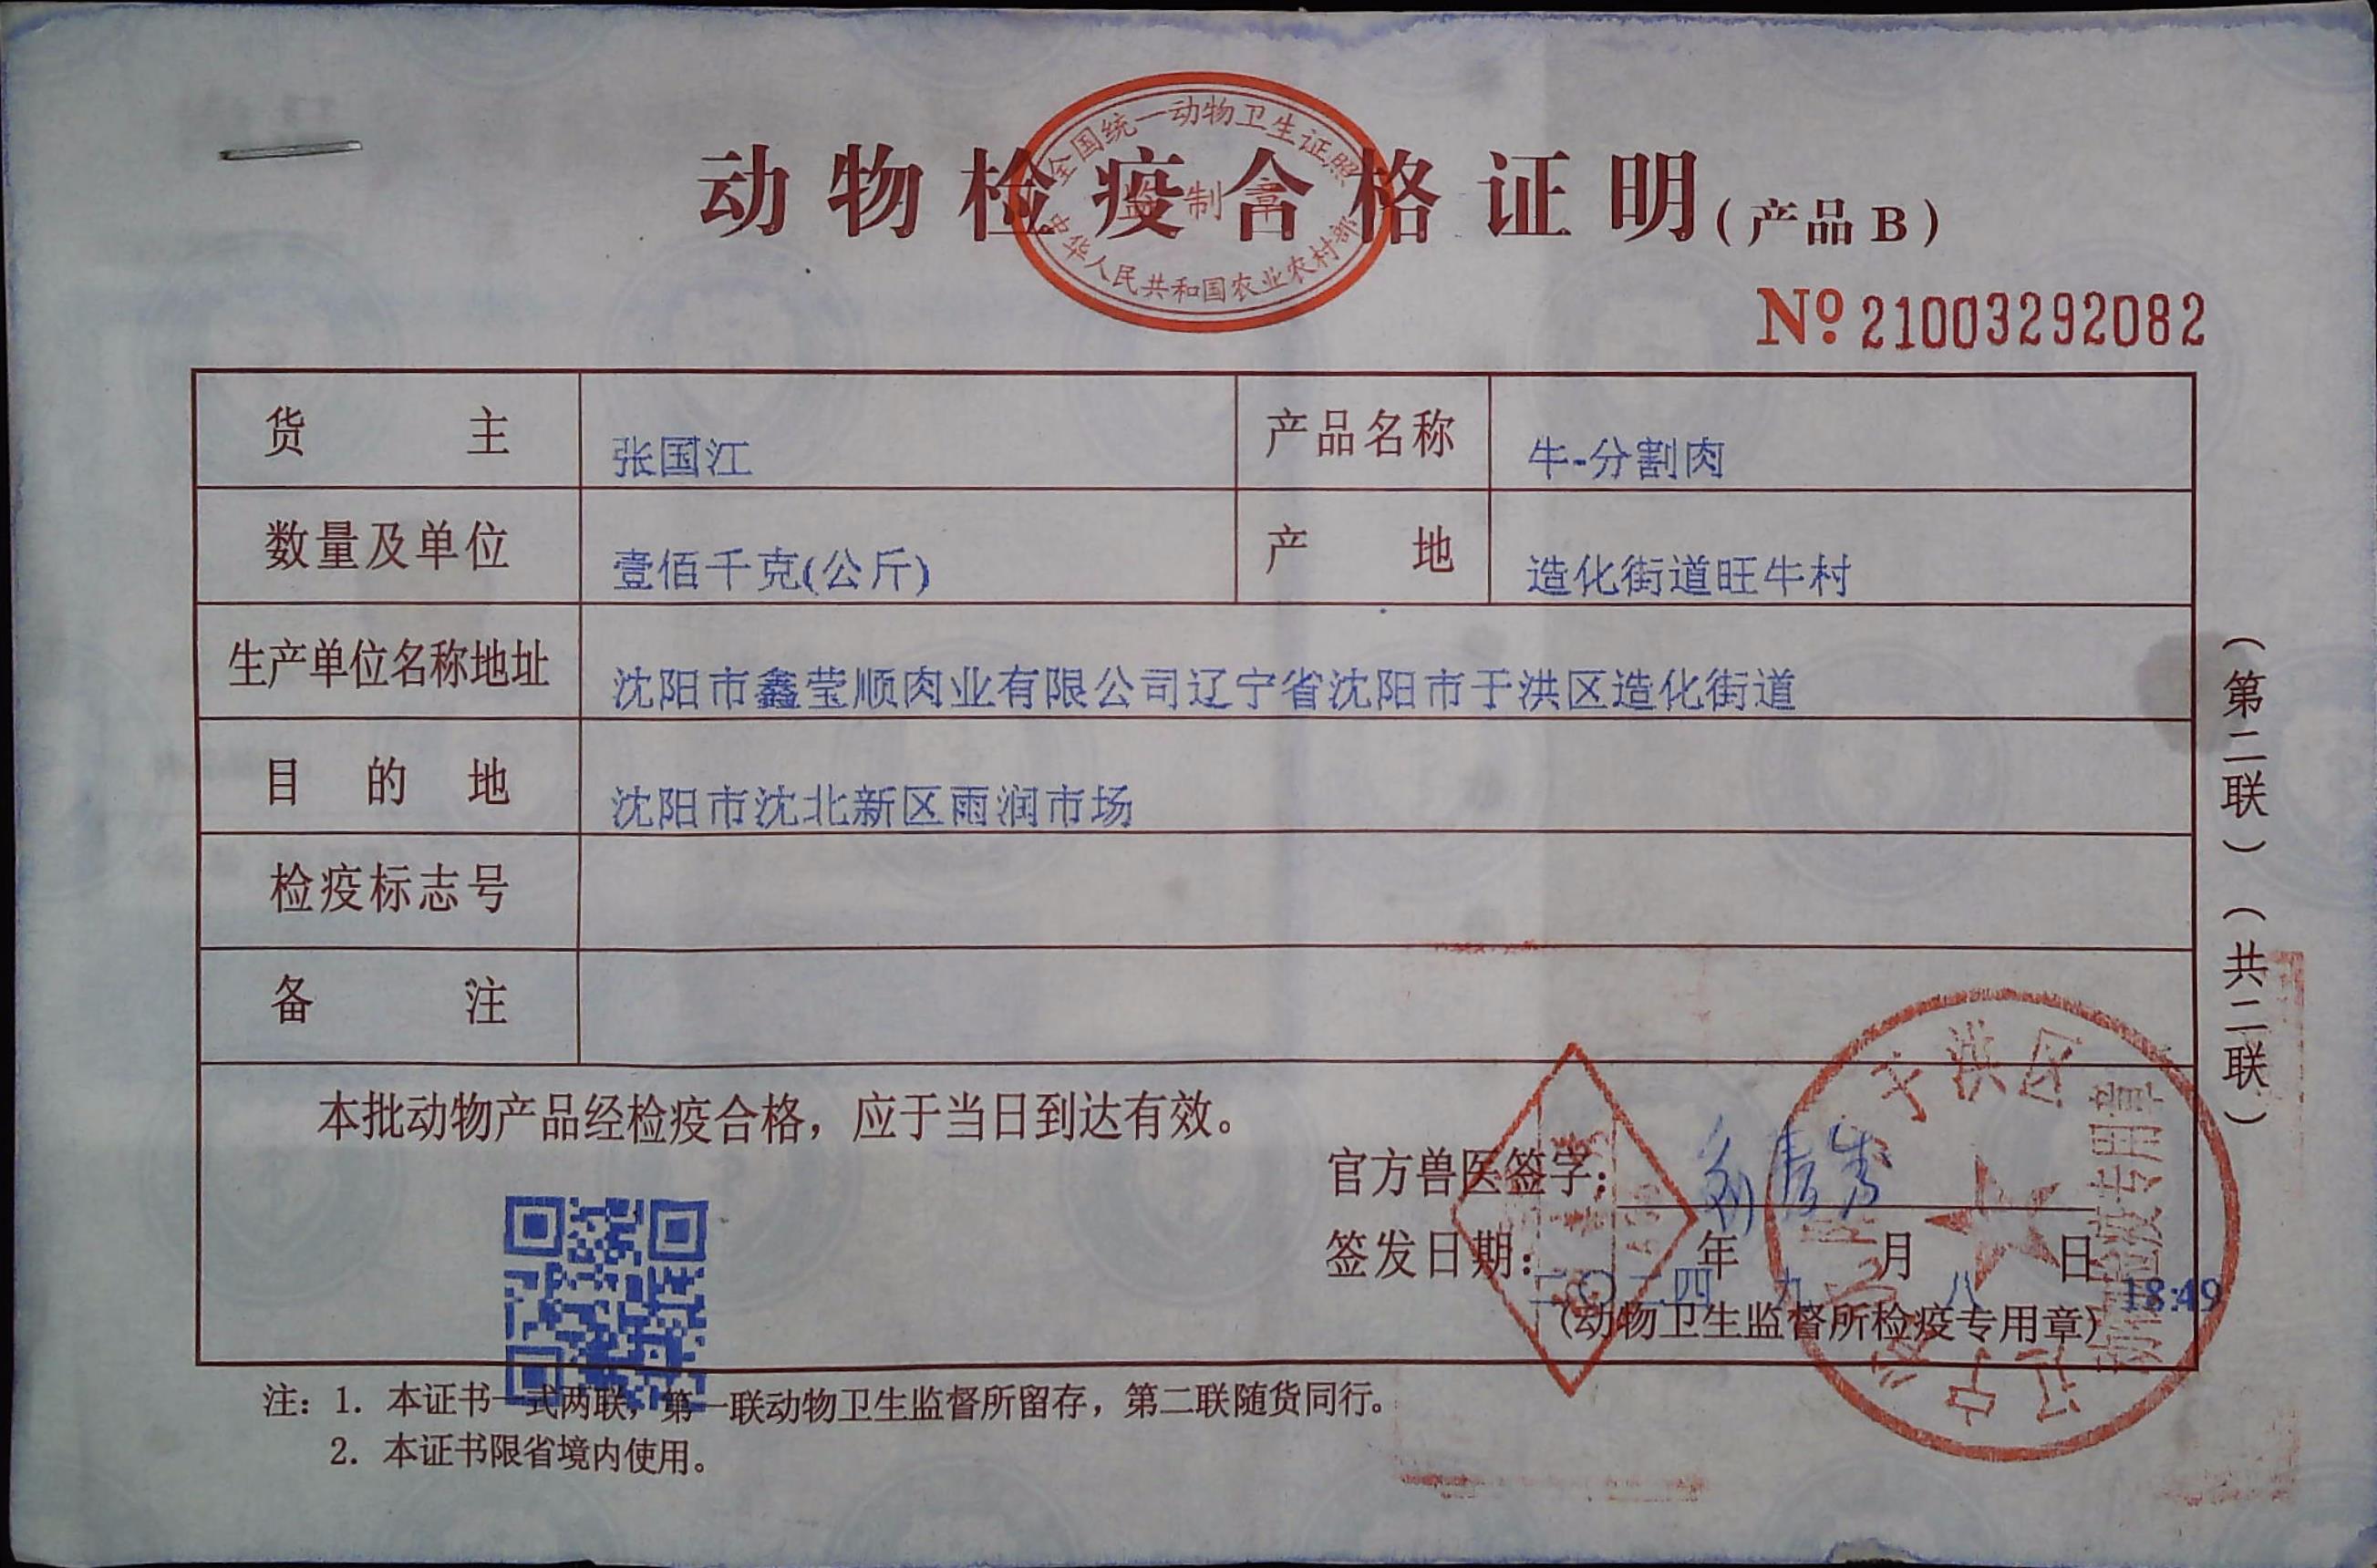 全国统一动物卫生证照
监制章
中华人民共和国农业农村部
动物检疫合格证明(产品B)
№21003292082
货主 张国江 产品名称 牛-分割肉
数量及单位 壹佰千克(公斤) 产地 造化街道旺牛村
生产单位名称地址 沈阳市鑫莹顺肉业有限公司辽宁省沈阳市于洪区造化街道
目的地 沈阳市沈北新区雨润市场
检疫标志号
备注
本批动物产品经检疫合格，应于当日到达有效。
官方兽医签字：
签发日期： 二〇二四年 九月 八日 18:49
(动物卫生监督所检疫专用章)
于洪区
检疫专用章
(第二联)(共二联)
注：1. 本证书一式两联，第一联动物卫生监督所留存，第二联随货同行。
2. 本证书限省境内使用。